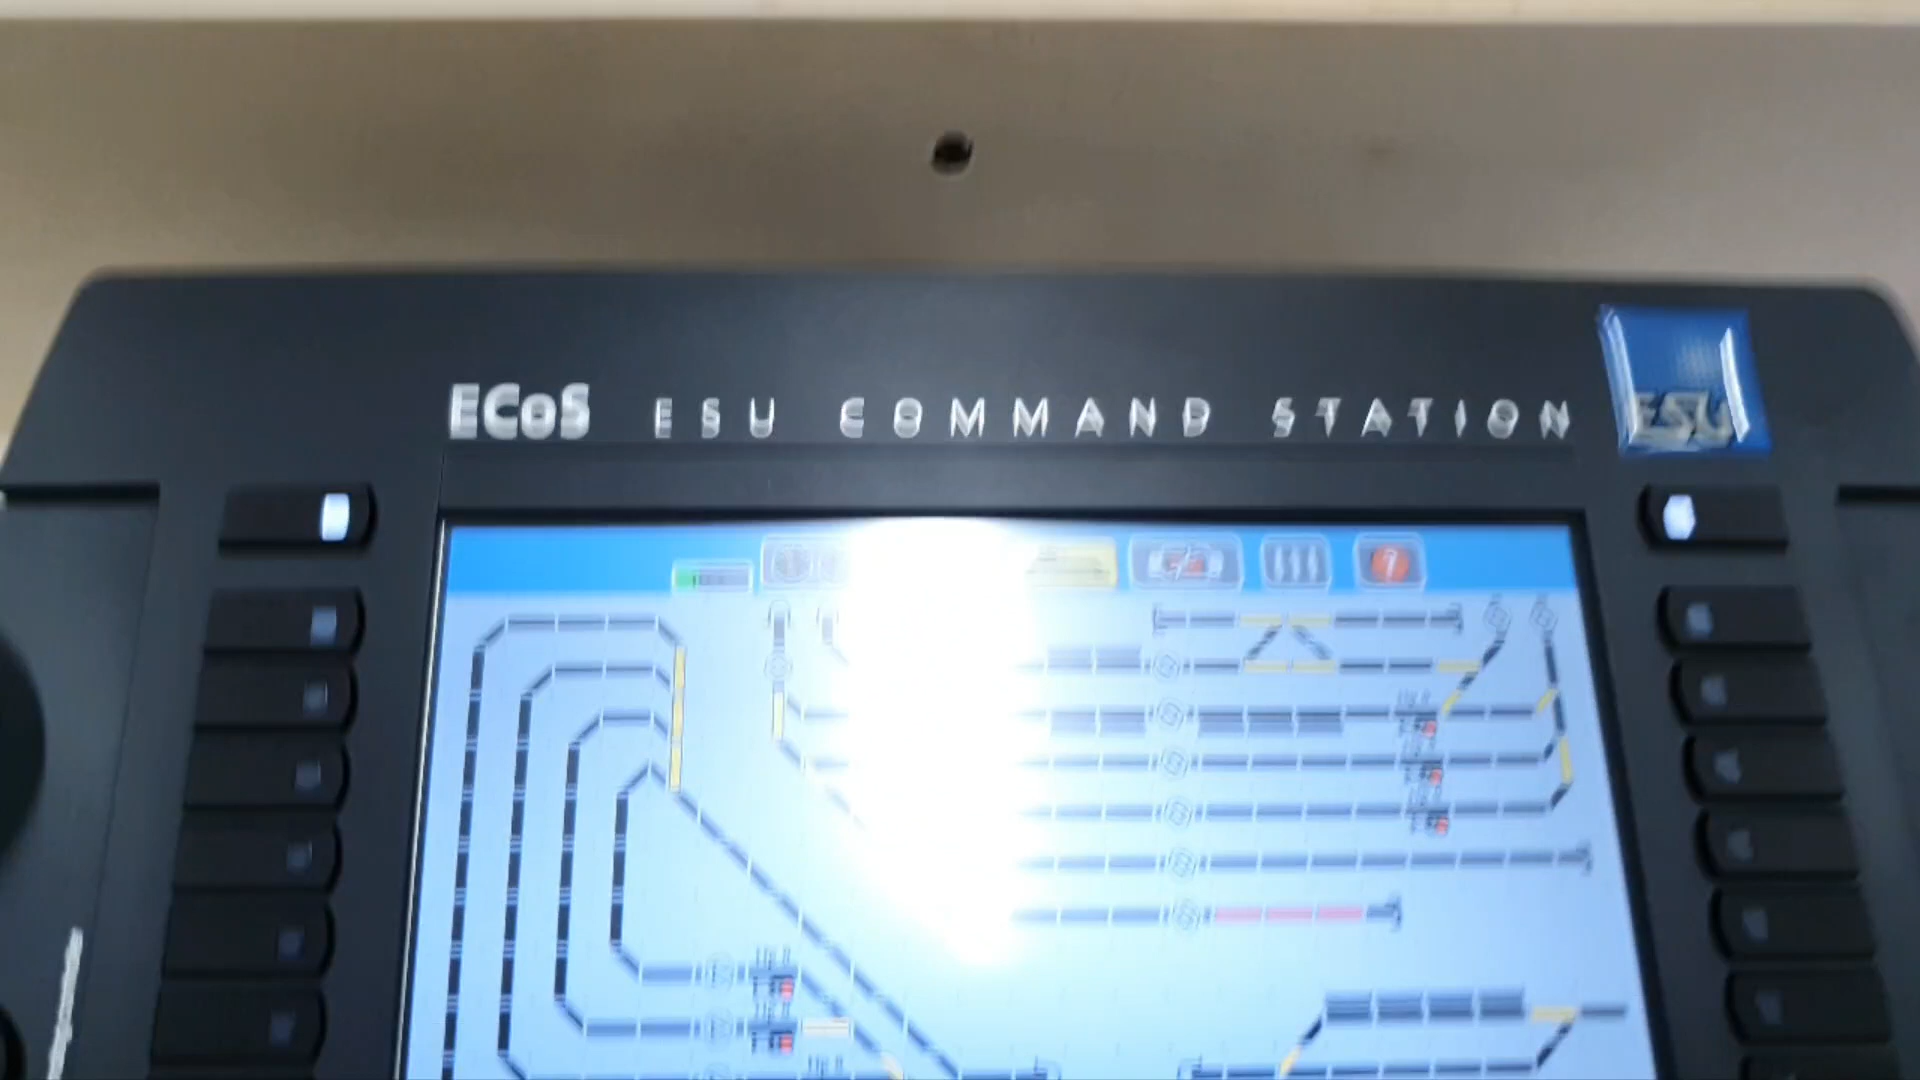 ECoS ESU COMMAND STATION
ESU
?